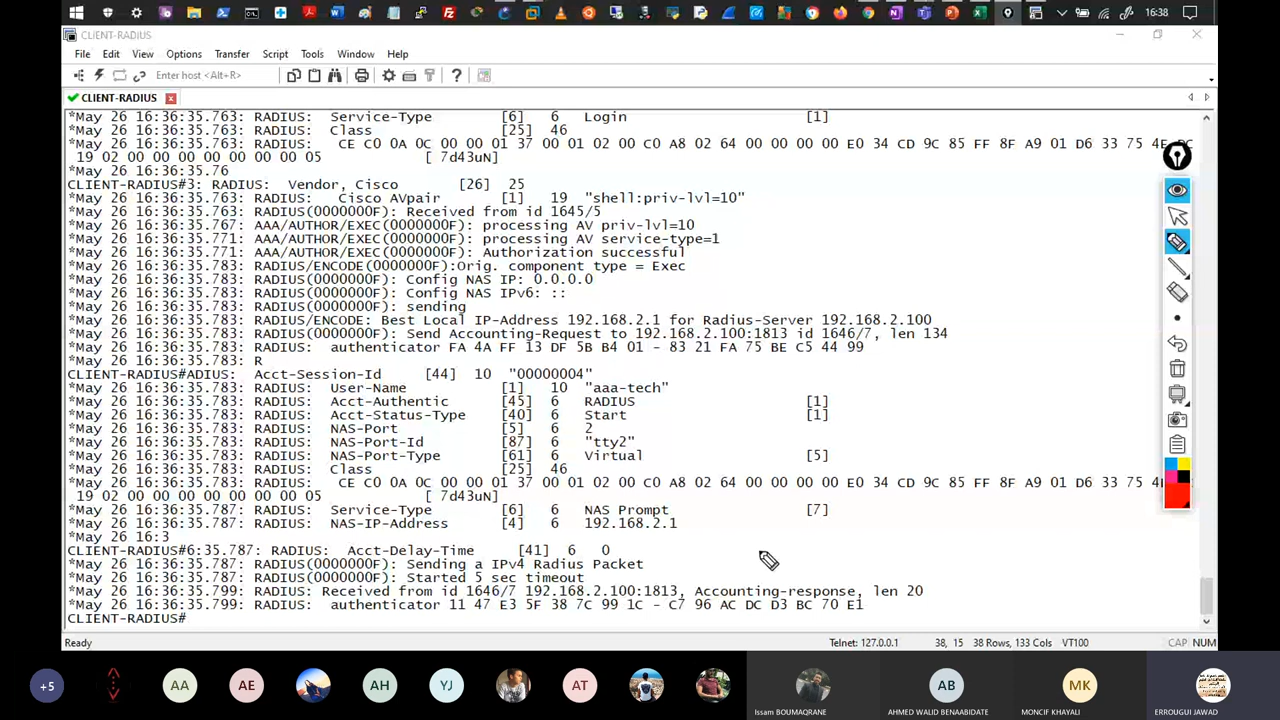 16:38
CLIENT-RADIUS
File Edit View Options Transfer Script Tools Window Help
Enter host <Alt+R>
CLIENT-RADIUS
*May 26 16:36:35.763: RADIUS:  Service-Type        [6]   6   Login                     [1]
*May 26 16:36:35.763: RADIUS:  Class               [25]  46
*May 26 16:36:35.763: RADIUS:   CE C0 0A 0C 00 00 01 37 00 01 02 00 C0 A8 02 64 00 00 00 00 E0 34 CD 9C 85 FF 8F A9 01 D6 33 75 4E DC
19 02 00 00 00 00 00 00 00 05            [ 7d43uN]
*May 26 16:36:35.76
CLIENT-RADIUS#3: RADIUS:  Vendor, Cisco       [26]  25
*May 26 16:36:35.763: RADIUS:   Cisco AVpair       [1]   19  "shell:priv-lvl=10"
*May 26 16:36:35.763: RADIUS(0000000F): Received from id 1645/5
*May 26 16:36:35.767: AAA/AUTHOR/EXEC(0000000F): processing AV priv-lvl=10
*May 26 16:36:35.771: AAA/AUTHOR/EXEC(0000000F): processing AV service-type=1
*May 26 16:36:35.771: AAA/AUTHOR/EXEC(0000000F): Authorization successful
*May 26 16:36:35.783: RADIUS/ENCODE(0000000F):Orig. component type = Exec
*May 26 16:36:35.783: RADIUS(0000000F): Config NAS IP: 0.0.0.0
*May 26 16:36:35.783: RADIUS(0000000F): Config NAS IPv6: ::
*May 26 16:36:35.783: RADIUS(0000000F): sending
*May 26 16:36:35.783: RADIUS/ENCODE: Best Local IP-Address 192.168.2.1 for Radius-Server 192.168.2.100
*May 26 16:36:35.783: RADIUS(0000000F): Send Accounting-Request to 192.168.2.100:1813 id 1646/7, len 134
*May 26 16:36:35.783: RADIUS:  authenticator FA 4A FF 13 DF 5B B4 01 - 83 21 FA 75 BE C5 44 99
*May 26 16:36:35.783: R
CLIENT-RADIUS#ADIUS:  Acct-Session-Id     [44]  10  "00000004"
*May 26 16:36:35.783: RADIUS:  User-Name           [1]   10  "aaa-tech"
*May 26 16:36:35.783: RADIUS:  Acct-Authentic      [45]  6   RADIUS                    [1]
*May 26 16:36:35.783: RADIUS:  Acct-Status-Type    [40]  6   Start                     [1]
*May 26 16:36:35.783: RADIUS:  NAS-Port            [5]   6   2
*May 26 16:36:35.783: RADIUS:  NAS-Port-Id         [87]  6   "tty2"
*May 26 16:36:35.783: RADIUS:  NAS-Port-Type       [61]  6   Virtual                   [5]
*May 26 16:36:35.783: RADIUS:  Class               [25]  46
*May 26 16:36:35.783: RADIUS:   CE C0 0A 0C 00 00 01 37 00 01 02 00 C0 A8 02 64 00 00 00 00 E0 34 CD 9C 85 FF 8F A9 01 D6 33 75 4
19 02 00 00 00 00 00 00 00 05            [ 7d43uN]
*May 26 16:36:35.787: RADIUS:  Service-Type        [6]   6   NAS Prompt                [7]
*May 26 16:36:35.787: RADIUS:  NAS-IP-Address      [4]   6   192.168.2.1
*May 26 16:3
CLIENT-RADIUS#6:35.787: RADIUS:  Acct-Delay-Time     [41]  6   0
*May 26 16:36:35.787: RADIUS(0000000F): Sending a IPv4 Radius Packet
*May 26 16:36:35.787: RADIUS(0000000F): Started 5 sec timeout
*May 26 16:36:35.799: RADIUS: Received from id 1646/7 192.168.2.100:1813, Accounting-response, len 20
*May 26 16:36:35.799: RADIUS:  authenticator 11 47 E3 5F 38 7C 99 1C - C7 96 AC DC D3 BC 70 E1
CLIENT-RADIUS#
Ready Telnet: 127.0.0.1 38, 15 38 Rows, 133 Cols VT100 CAP NUM
+5 AA AE AH YJ AT AB MK
Issam BOUMAQRANE AHMED WALID BENAABIDATE MONCIF KHAYALI ERROUGUI JAWAD